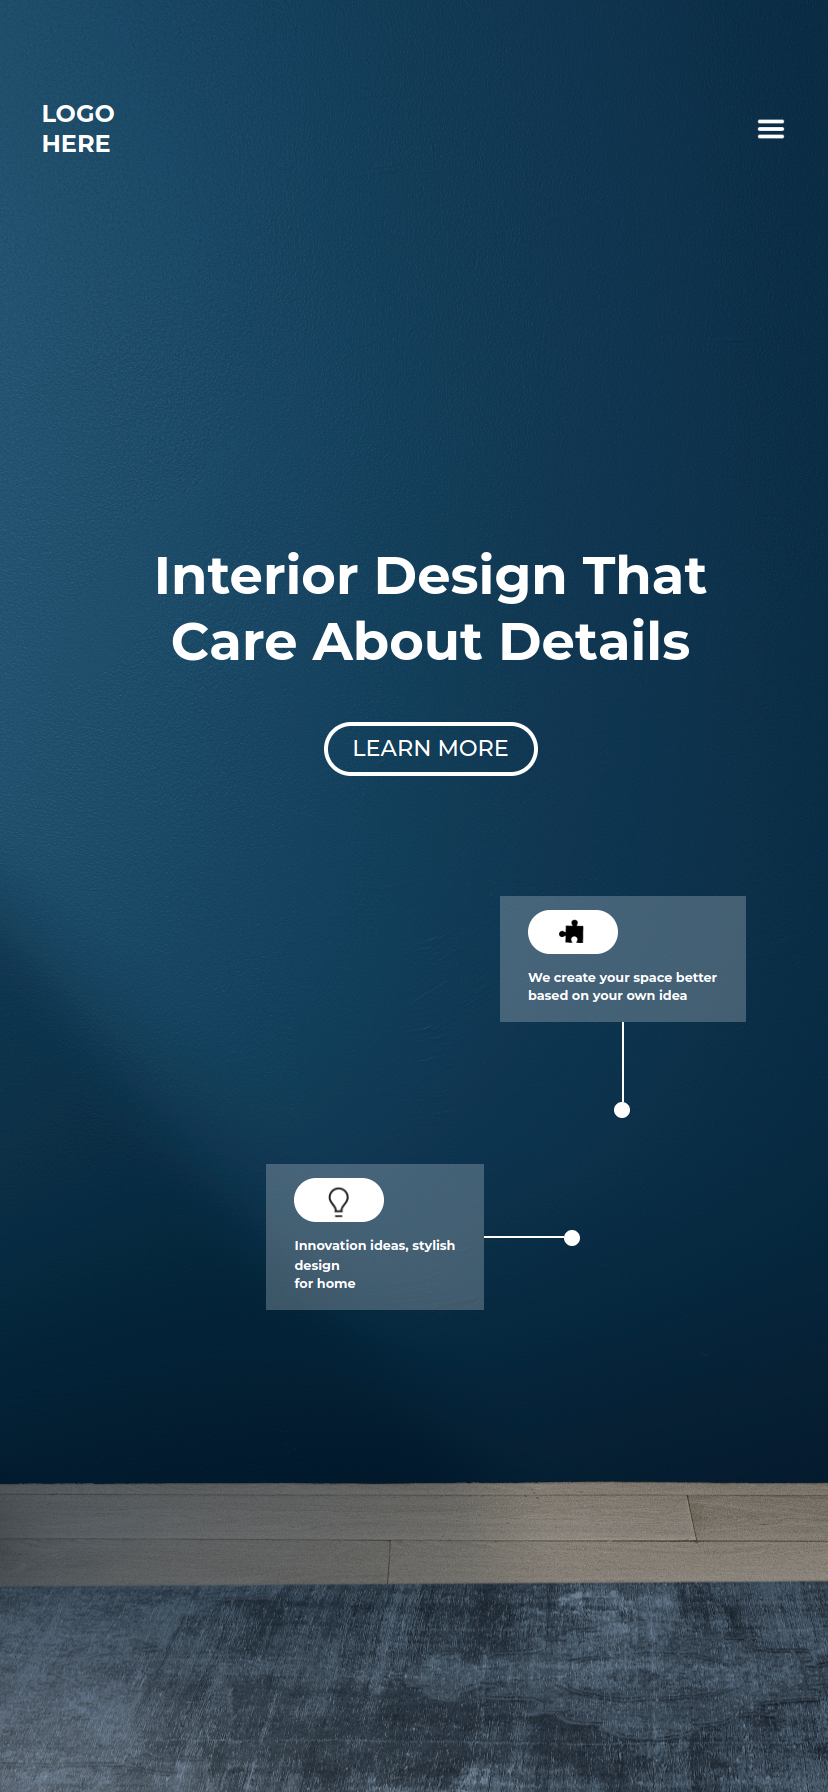 LOGO
HERE
Interior Design That
Care About Details
LEARN MORE
We create your space better
based on your own idea
Innovation ideas, stylish
design
for home